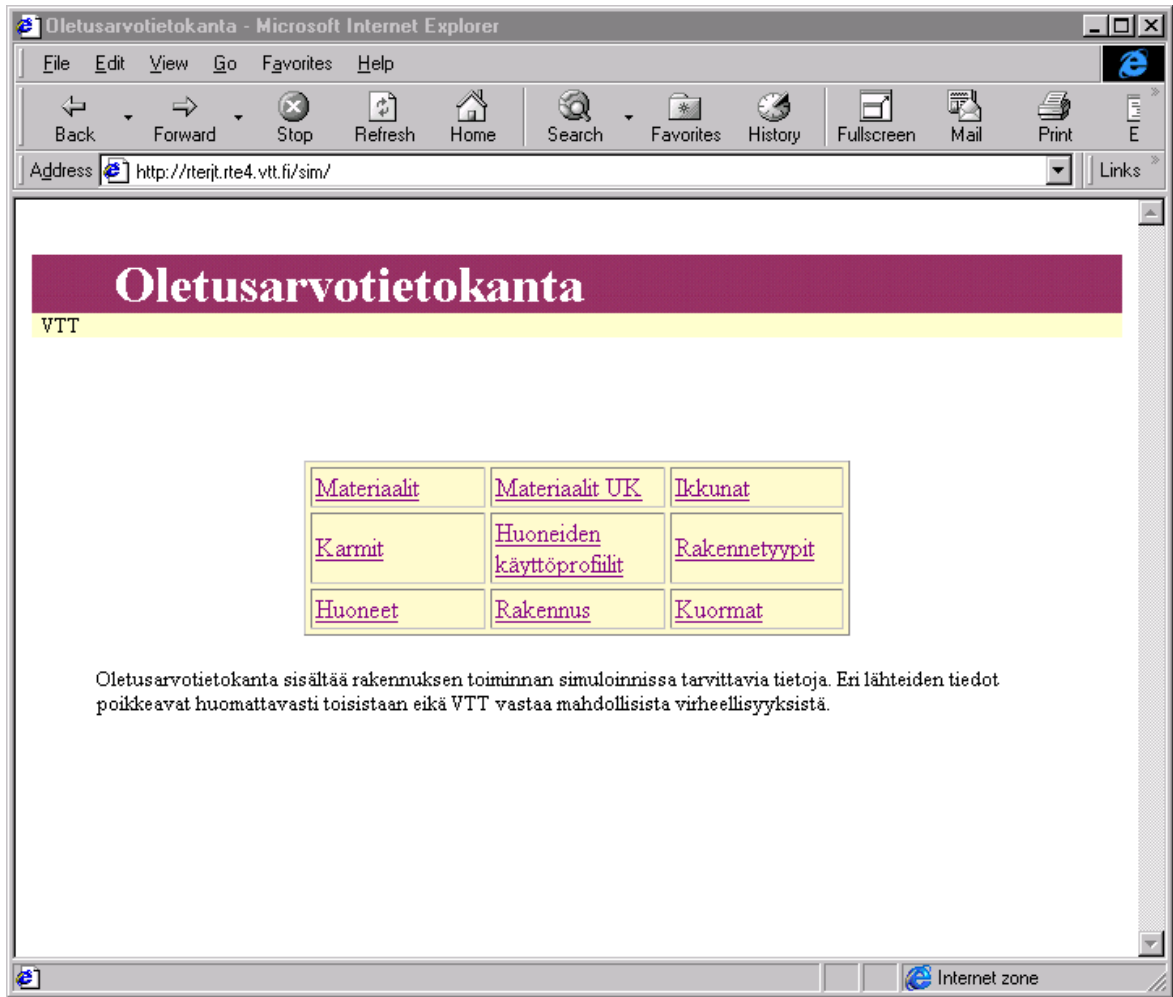 Oletusarvotietokanta - Microsoft Internet Explorer
File Edit View Go Favorites Help
Back Forward Stop Refresh Home Search Favorites History Fullscreen Mail Print E
Address http://rterjt.rte4.vtt.fi/sim/ Links
Oletusarvotietokanta
VTT
Materiaalit Materiaalit UK Ikkunat
Karmit Huoneiden käyttöprofiilit Rakennetyypit
Huoneet Rakennus Kuormat
Oletusarvotietokanta sisältää rakennuksen toiminnan simuloinnissa tarvittavia tietoja. Eri lähteiden tiedot
poikkeavat huomattavasti toisistaan eikä VTT vastaa mahdollisista virheellisyyksistä.
Internet zone